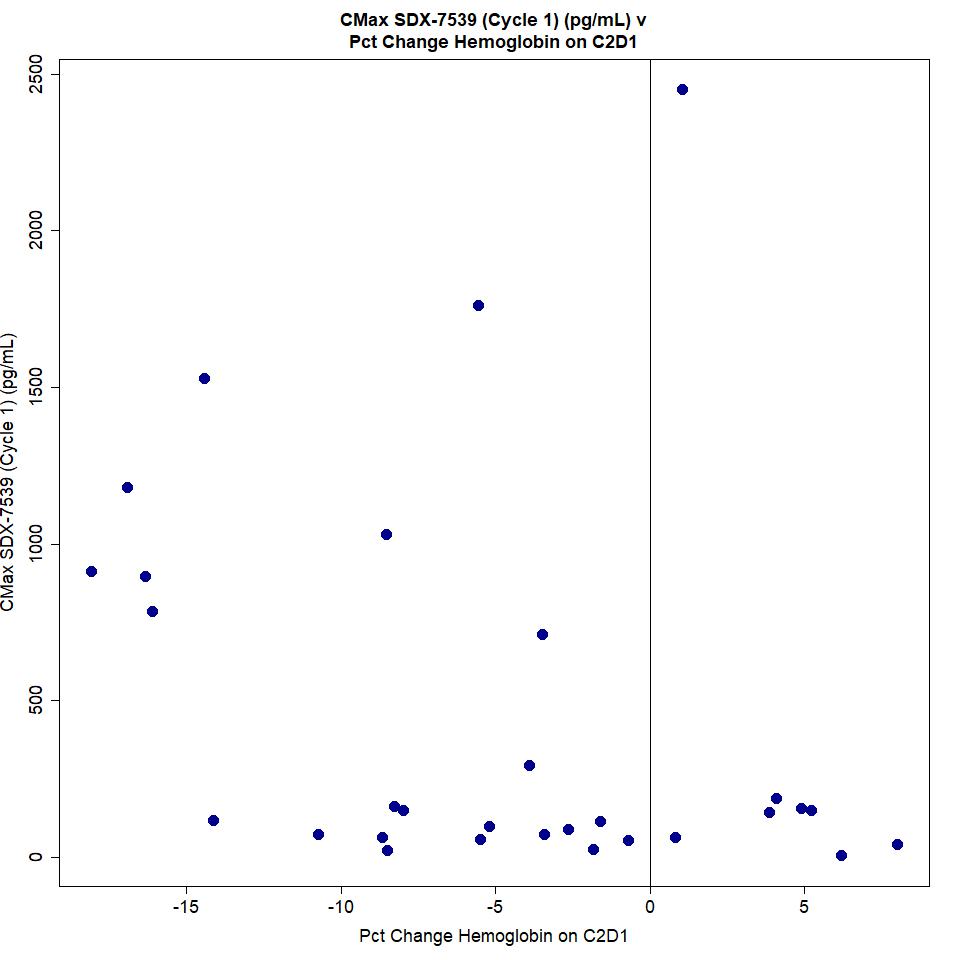 CMax SDX-7539 (Cycle 1) (pg/mL) v
Pct Change Hemoglobin on C2D1
CMax SDX-7539 (Cycle 1) (pg/mL)
2500
2000
1500
1000
500
0
-15
-10
-5
0
5
Pct Change Hemoglobin on C2D1